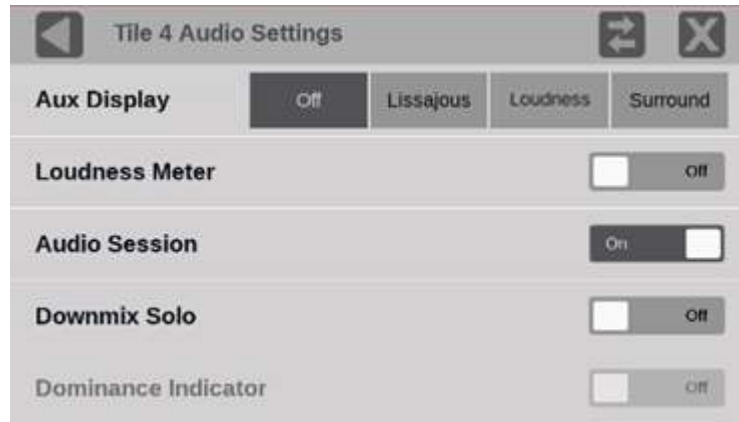 Tile 4 Audio Settings
Aux Display Off Lissajous Loudness Surround
Loudness Meter Off
Audio Session On
Downmix Solo Off
Dominance Indicator Off